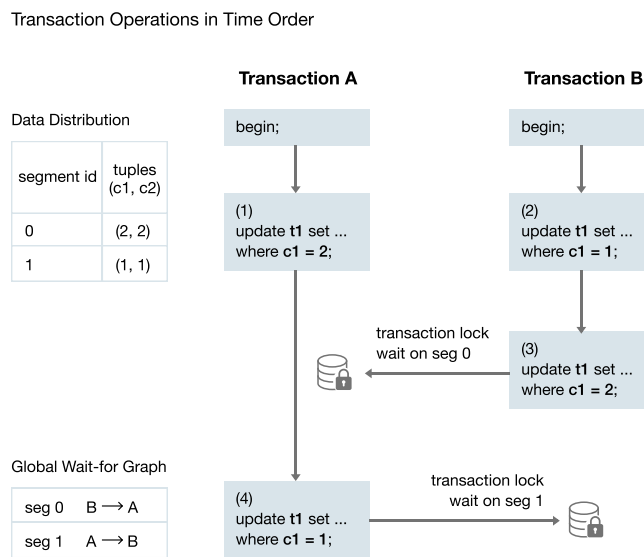 Transaction Operations in Time Order
Transaction A
Transaction B
Data Distribution
segment id
tuples
(c1, c2)
0
(2, 2)
1
(1, 1)
begin;
begin;
(1)
update t1 set ...
where c1 = 2;
(2)
update t1 set ...
where c1 = 1;
transaction lock
wait on seg 0
(3)
update t1 set ...
where c1 = 2;
Global Wait-for Graph
seg 0 B → A
seg 1 A → B
(4)
update t1 set ...
where c1 = 1;
transaction lock
wait on seg 1